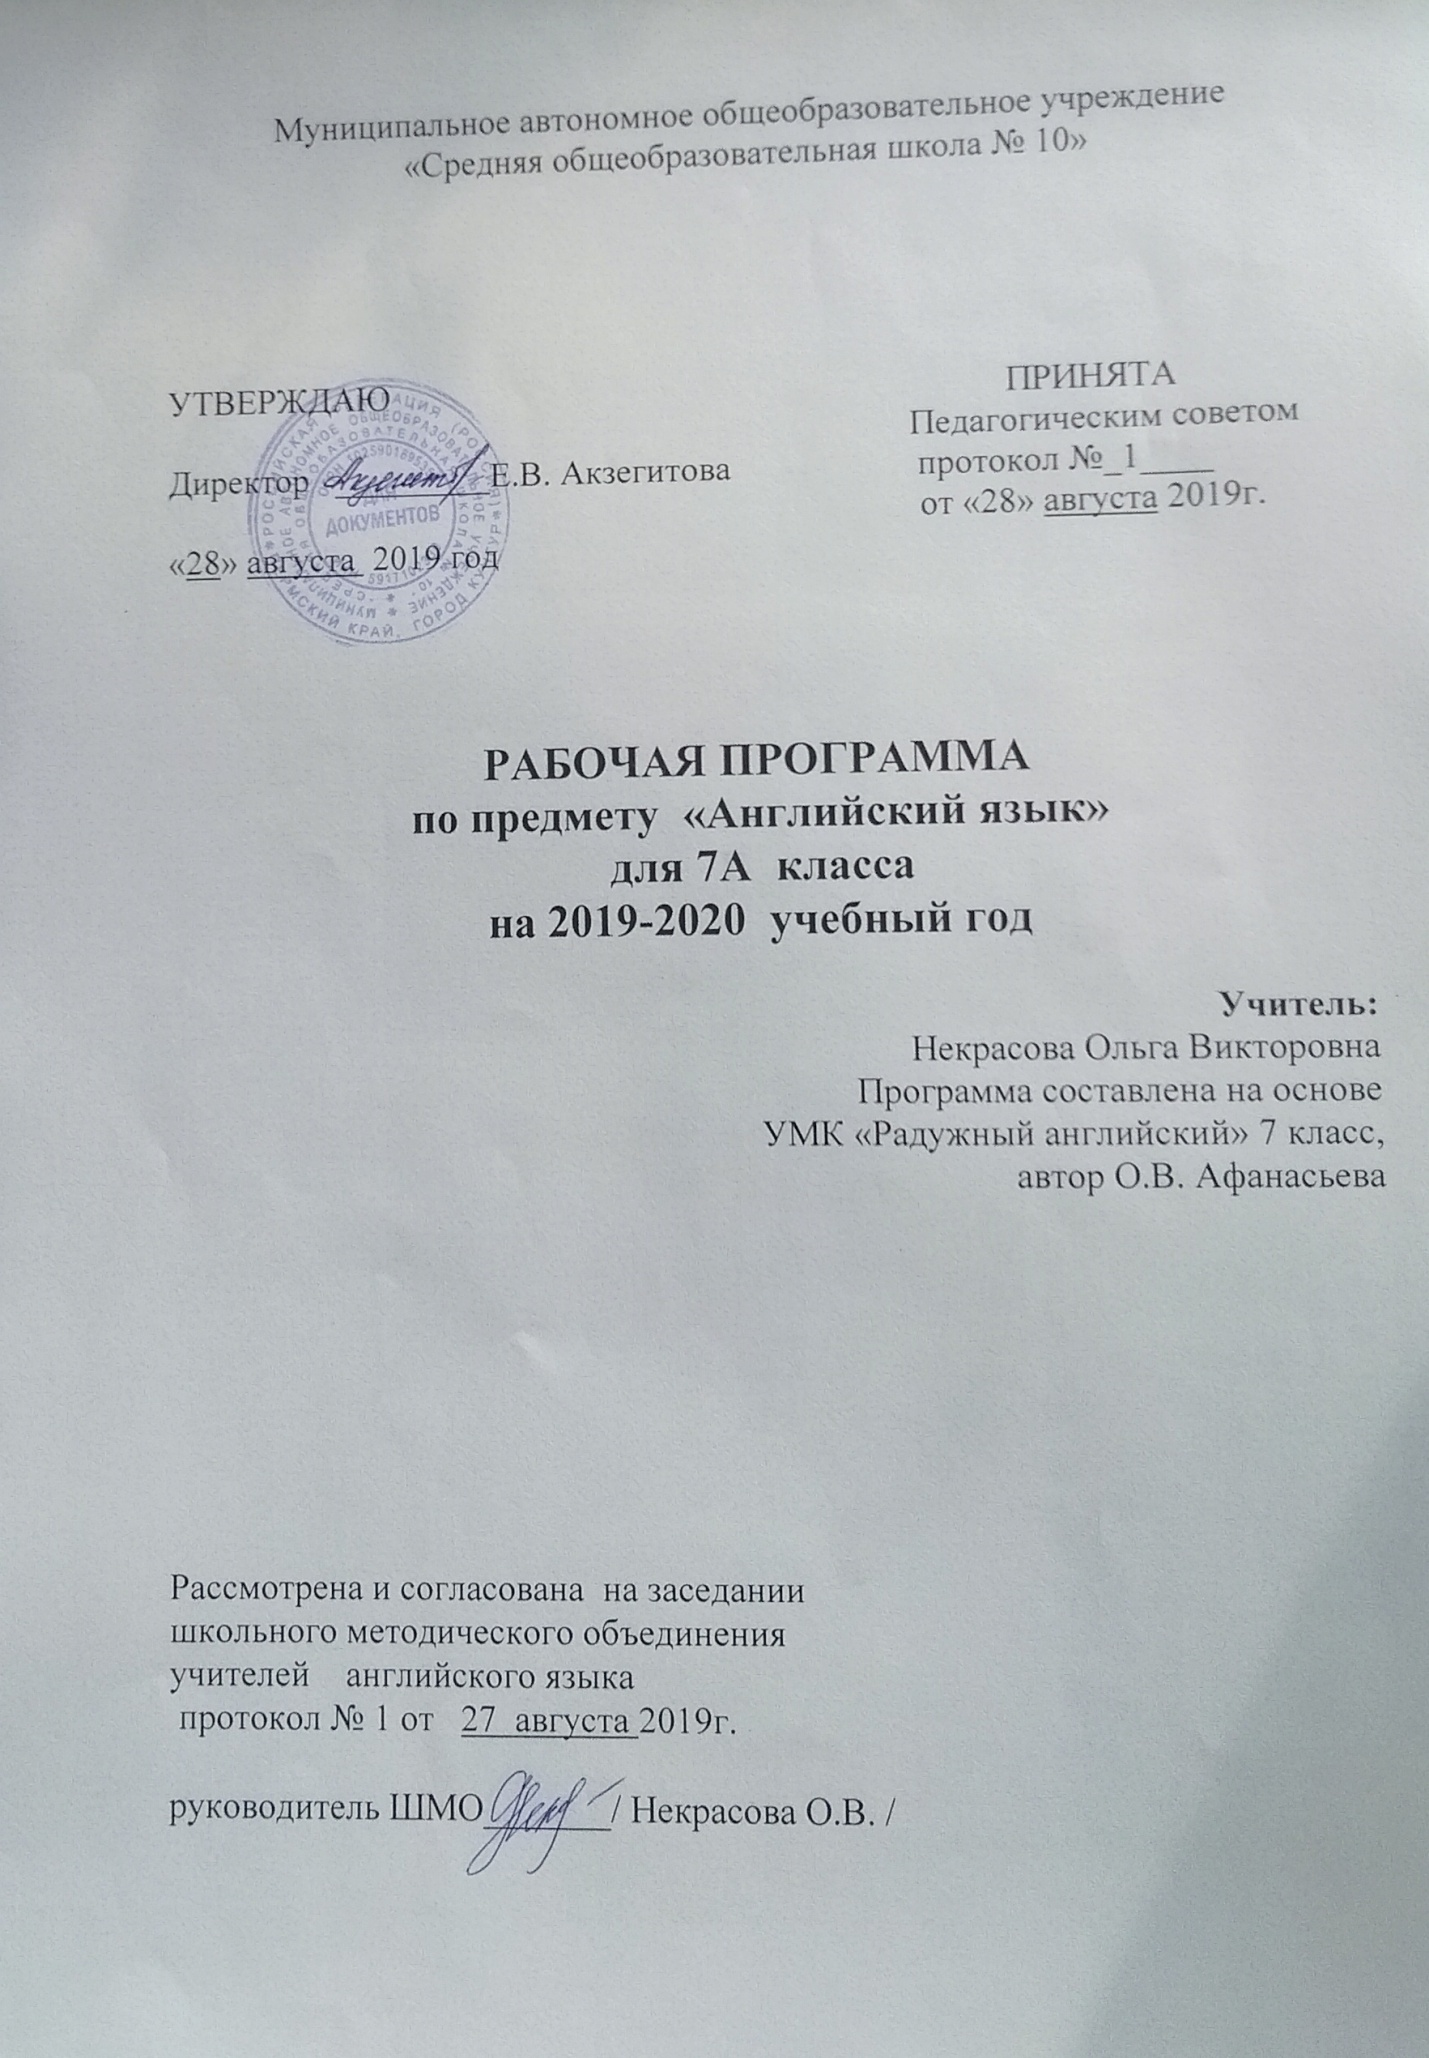 Муниципальное автономное общеобразовательное учреждение
«Средняя общеобразовательная школа № 10»
УТВЕРЖДАЮ
Директор Е.В. Акзегитова
«28» августа 2019 год
ДОКУМЕНТОВ
ПРИНЯТА
Педагогическим советом
протокол №_1____
от «28» августа 2019г.
РАБОЧАЯ ПРОГРАММА
по предмету «Английский язык»
для 7А класса
на 2019-2020 учебный год
Учитель:
Некрасова Ольга Викторовна
Программа составлена на основе
УМК «Радужный английский» 7 класс,
автор О.В. Афанасьева
Рассмотрена и согласована на заседании
школьного методического объединения
учителей английского языка
протокол № 1 от 27 августа 2019г.
руководитель ШМО / Некрасова О.В. /